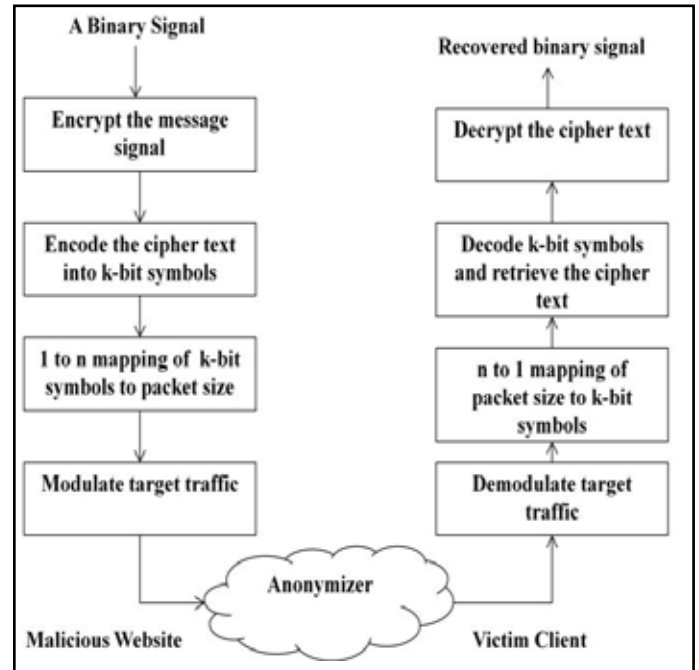 A Binary Signal
Encrypt the message
signal
Encode the cipher text
into k-bit symbols
1 to n mapping of k-bit
symbols to packet size
Modulate target traffic
Malicious Website
Anonymizer
Recovered binary signal
Decrypt the cipher text
Decode k-bit symbols
and retrieve the cipher
text
n to 1 mapping of
packet size to k-bit
symbols
Demodulate target
traffic
Victim Client